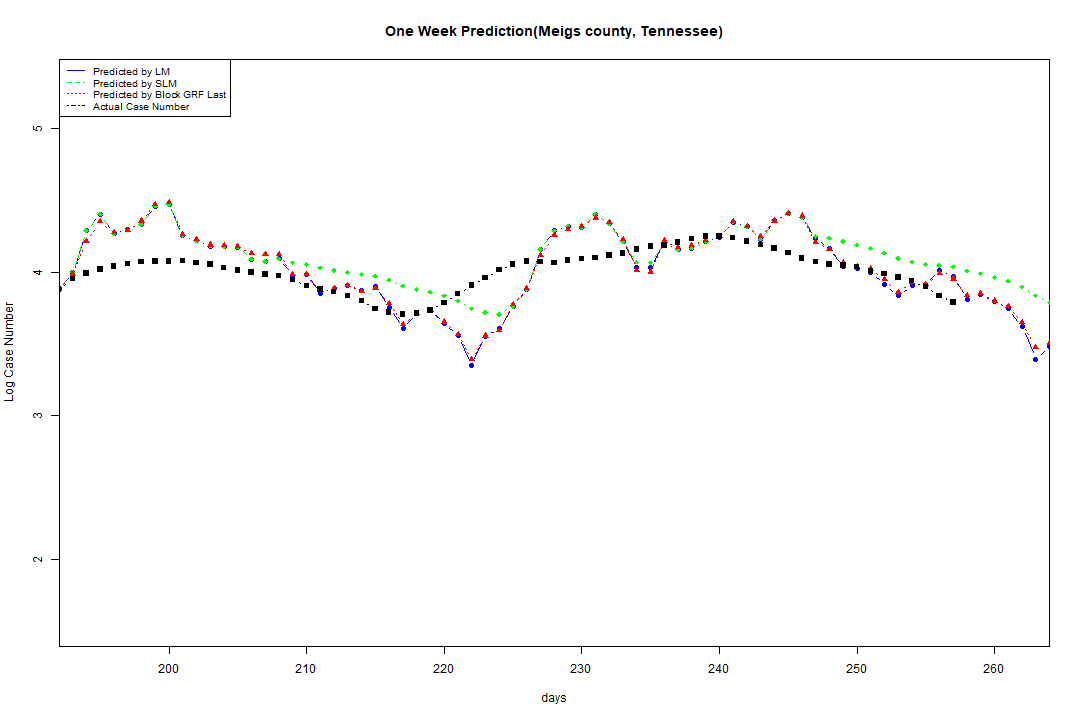 One Week Prediction(Meigs county, Tennessee)
Predicted by LM
Predicted by SLM
Predicted by Block GRF Last
Actual Case Number
5
4
3
2
Log Case Number
200 210 220 230 240 250 260
days